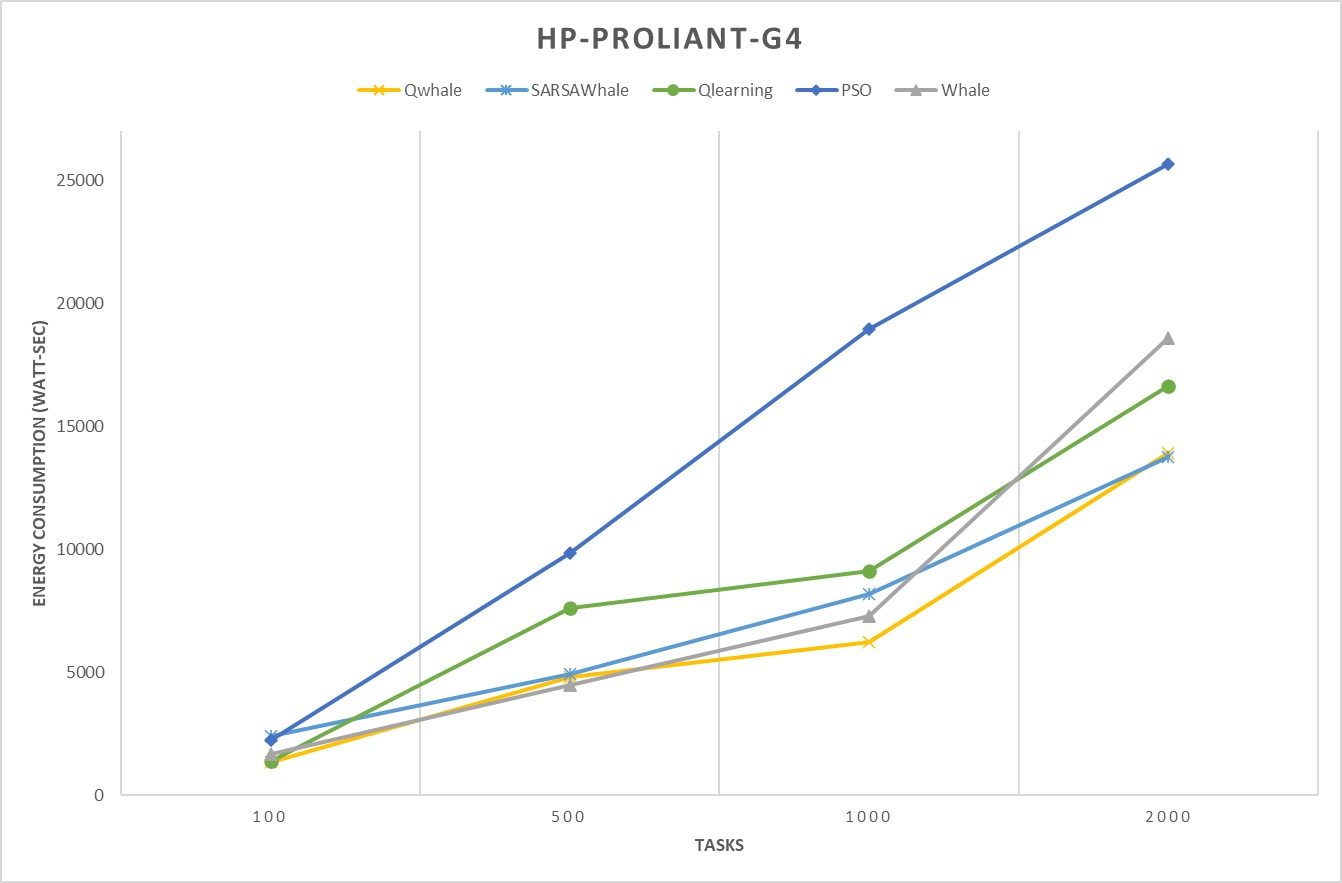 HP-PROLIANT-G4
Qwhale SARSAWhale Qlearning PSO Whale
25000
20000
15000
10000
5000
0
ENERGY CONSUMPTION (WATT-SEC)
100 500 1000 2000
TASKS